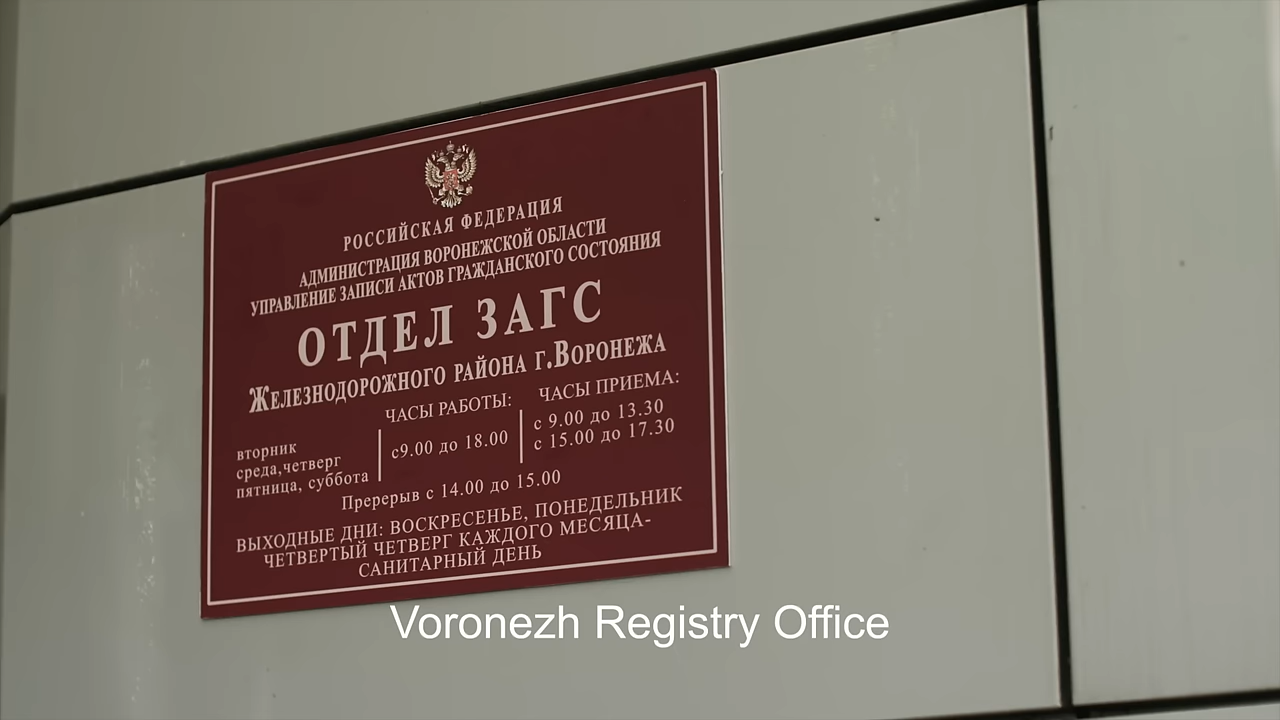 РОССИЙСКАЯ ФЕДЕРАЦИЯ
АДМИНИСТРАЦИЯ ВОРОНЕЖСКОЙ ОБЛАСТИ
УПРАВЛЕНИЕ ЗАПИСИ АКТОВ ГРАЖДАНСКОГО СОСТОЯНИЯ
ОТДЕЛ ЗАГС
ЖЕЛЕЗНОДОРОЖНОГО РАЙОНА г.ВОРОНЕЖА
ЧАСЫ РАБОТЫ: ЧАСЫ ПРИЕМА:
вторник
среда,четверг
пятница, суббота
с9.00 до 18.00
с 9.00 до 13.30
с 15.00 до 17.30
Пререрыв с 14.00 до 15.00
ВЫХОДНЫЕ ДНИ: ВОСКРЕСЕНЬЕ, ПОНЕДЕЛЬНИК
ЧЕТВЕРТЫЙ ЧЕТВЕРГ КАЖДОГО МЕСЯЦА-
САНИТАРНЫЙ ДЕНЬ
Voronezh Registry Office